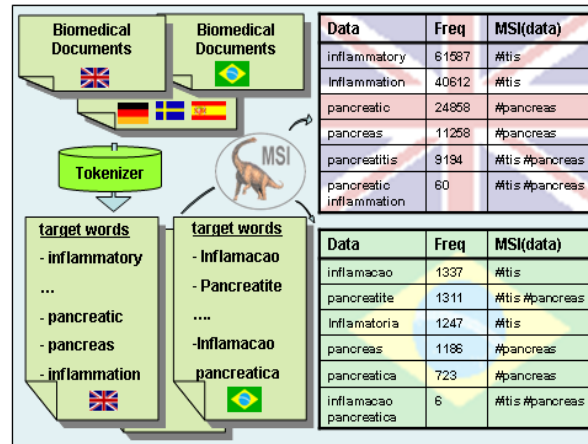 Biomedical
Documents
Biomedical
Documents
Tokenizer
MSI
target words
- inflammatory
...
- pancreatic
- pancreas
- inflammation
target words
- Inflamacao
- Pancreatite
....
-Inflamacao
pancreatica
Data Freq MSI(data)
inflammatory 61587 #tis
Inflammation 40612 #tis
pancreatic 24858 #pancreas
pancreas 11258 #pancreas
pancreatitis 9194 #tis #pancreas
pancreatic 60 #tis #pancreas
inflammation
Data Freq MSI(data)
inflamacao 1337 #tis
pancreatite 1311 #tis #pancreas
Inflamatoria 1247 #tis
pancreas 1186 #pancreas
pancreatica 723 #pancreas
inflamacao 6 #tis #pancreas
pancreatica